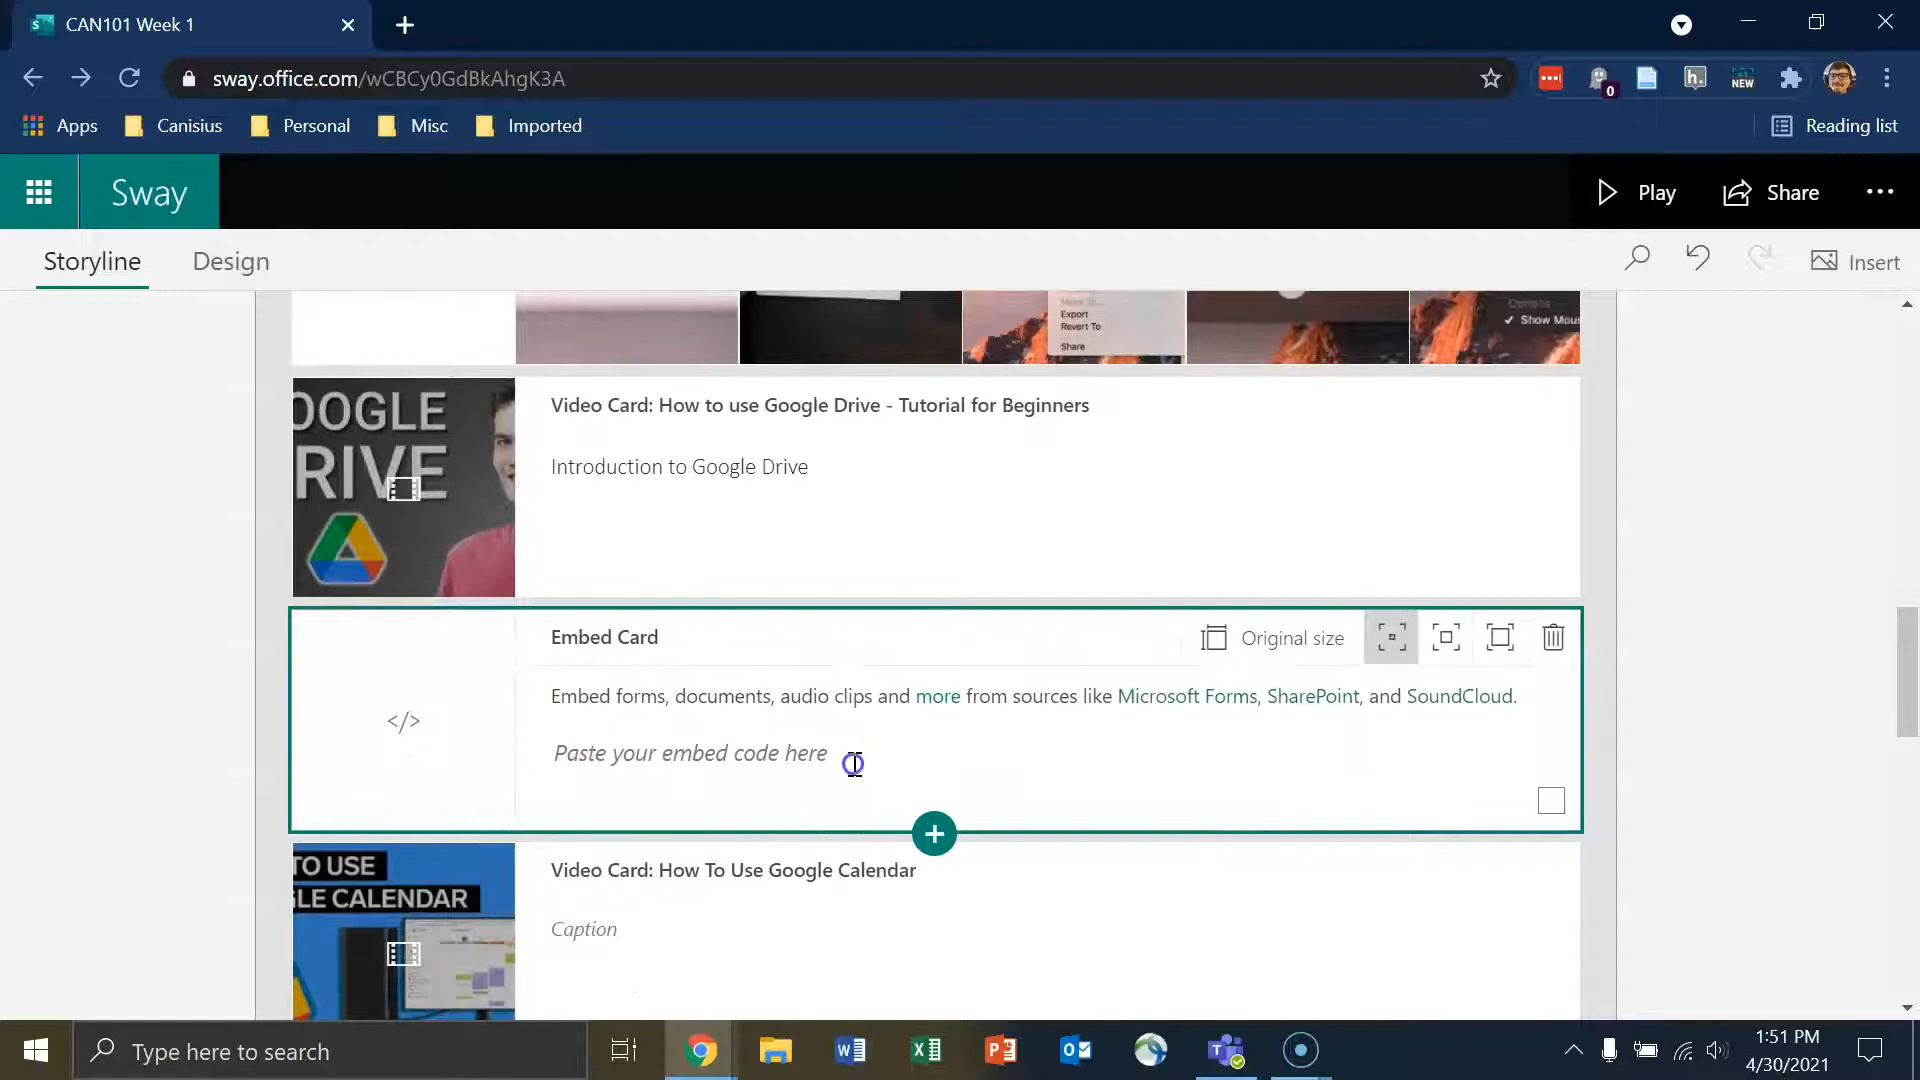 CAN101 Week 1
sway.office.com/wCBCy0GdBkAhgK3A
0
h.
NEW
Apps
Canisius
Personal
Misc
Imported
Reading list
Sway
Play
Share
Storyline
Design
Insert
Export
Revert To
Share
✓ Show Mous
OOGLE
RIVE
Video Card: How to use Google Drive - Tutorial for Beginners
Introduction to Google Drive
Embed Card
Original size
Embed forms, documents, audio clips and more from sources like Microsoft Forms, SharePoint, and SoundCloud.
</>
Paste your embed code here
TO USE
LE CALENDAR
Video Card: How To Use Google Calendar
Caption
Type here to search
1:51 PM
4/30/2021